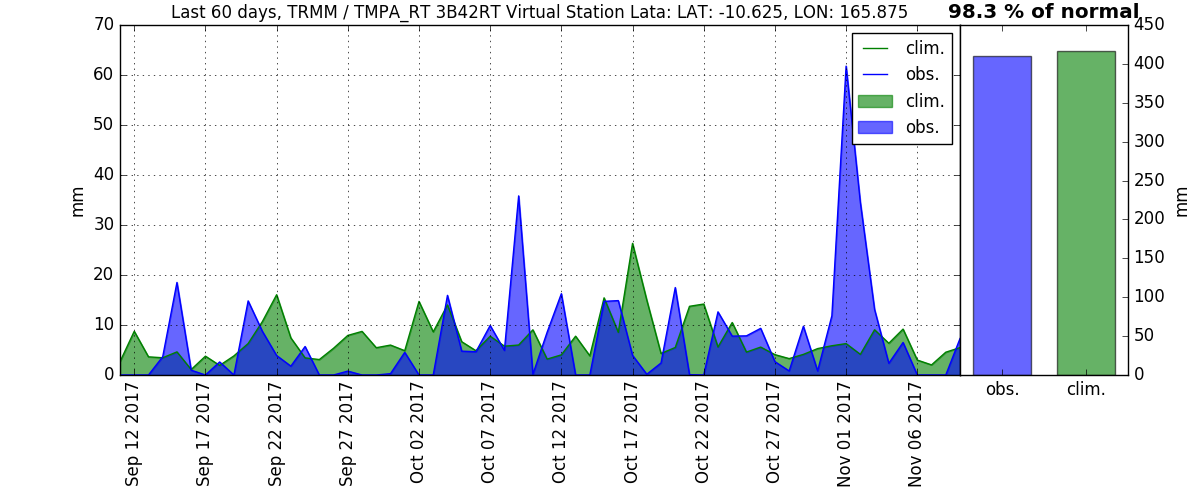 Last 60 days, TRMM / TMPA_RT 3B42RT Virtual Station Lata: LAT: -10.625, LON: 165.875
98.3 % of normal
70
60
50
40
30
20
10
0
mm
clim.
obs.
clim.
obs.
Sep 12 2017
Sep 17 2017
Sep 22 2017
Sep 27 2017
Oct 02 2017
Oct 07 2017
Oct 12 2017
Oct 17 2017
Oct 22 2017
Oct 27 2017
Nov 01 2017
Nov 06 2017
450
400
350
300
250
200
150
100
50
0
mm
obs.
clim.